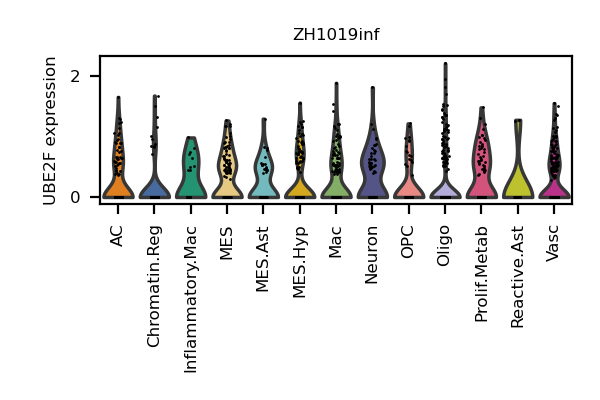 ZH1019inf
UBE2F expression
2
0
AC
Chromatin.Reg
Inflammatory.Mac
MES
MES.Ast
MES.Hyp
Mac
Neuron
OPC
Oligo
Prolif.Metab
Reactive.Ast
Vasc